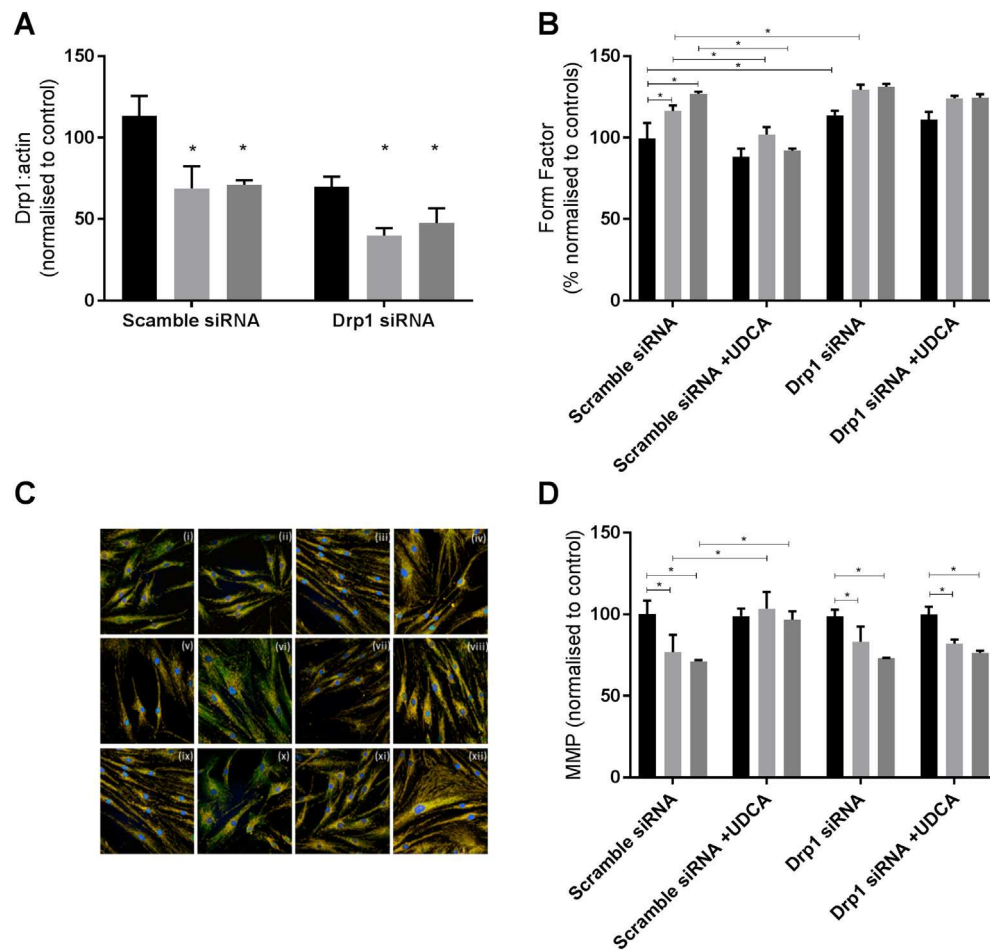 A
Drp1:actin
(normalised to control)
150
100
50
0
* * * *
Scamble siRNA Drp1 siRNA
B
Form Factor
(% normalised to controls)
150
100
50
0
*
*
*
*
*
*
Scramble siRNA
Scramble siRNA +UDCA
Drp1 siRNA
Drp1 siRNA +UDCA
C
(i) (ii) (iii) (iv)
(v) (vi) (vii) (viii)
(ix) (x) (xi) (xii)
D
MMP (normalised to control)
150
100
50
0
*
*
* * *
* * *
Scramble siRNA
Scramble siRNA +UDCA
Drp1 siRNA
Drp1 siRNA +UDCA